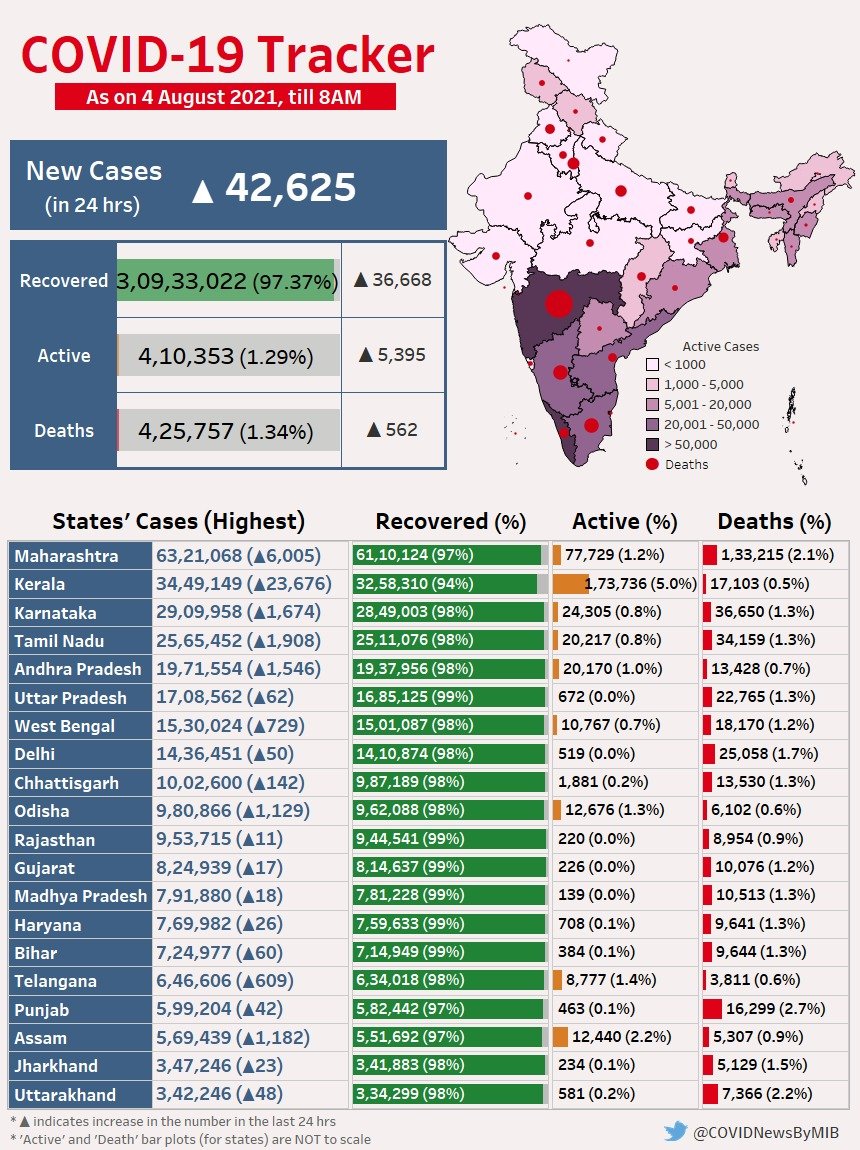 COVID-19 Tracker
As on 4 August 2021, till 8AM
New Cases
(in 24 hrs)
▲ 42,625
Recovered 3,09,33,022 (97.37%) ▲ 36,668
Active 4,10,353 (1.29%) ▲ 5,395
Deaths 4,25,757 (1.34%) ▲ 562
Active Cases
< 1000
1,000 - 5,000
5,001 - 20,000
20,001 - 50,000
> 50,000
Deaths
States' Cases (Highest) Recovered (%) Active (%) Deaths (%)
Maharashtra 63,21,068 (▲6,005) 61,10,124 (97%) 77,729 (1.2%) 1,33,215 (2.1%)
Kerala 34,49,149 (▲23,676) 32,58,310 (94%) 1,73,736 (5.0%) 17,103 (0.5%)
Karnataka 29,09,958 (▲1,674) 28,49,003 (98%) 24,305 (0.8%) 36,650 (1.3%)
Tamil Nadu 25,65,452 (▲1,908) 25,11,076 (98%) 20,217 (0.8%) 34,159 (1.3%)
Andhra Pradesh 19,71,554 (▲1,546) 19,37,956 (98%) 20,170 (1.0%) 13,428 (0.7%)
Uttar Pradesh 17,08,562 (▲62) 16,85,125 (99%) 672 (0.0%) 22,765 (1.3%)
West Bengal 15,30,024 (▲729) 15,01,087 (98%) 10,767 (0.7%) 18,170 (1.2%)
Delhi 14,36,451 (▲50) 14,10,874 (98%) 519 (0.0%) 25,058 (1.7%)
Chhattisgarh 10,02,600 (▲142) 9,87,189 (98%) 1,881 (0.2%) 13,530 (1.3%)
Odisha 9,80,866 (▲1,129) 9,62,088 (98%) 12,676 (1.3%) 6,102 (0.6%)
Rajasthan 9,53,715 (▲11) 9,44,541 (99%) 220 (0.0%) 8,954 (0.9%)
Gujarat 8,24,939 (▲17) 8,14,637 (99%) 226 (0.0%) 10,076 (1.2%)
Madhya Pradesh 7,91,880 (▲18) 7,81,228 (99%) 139 (0.0%) 10,513 (1.3%)
Haryana 7,69,982 (▲26) 7,59,633 (99%) 708 (0.1%) 9,641 (1.3%)
Bihar 7,24,977 (▲60) 7,14,949 (99%) 384 (0.1%) 9,644 (1.3%)
Telangana 6,46,606 (▲609) 6,34,018 (98%) 8,777 (1.4%) 3,811 (0.6%)
Punjab 5,99,204 (▲42) 5,82,442 (97%) 463 (0.1%) 16,299 (2.7%)
Assam 5,69,439 (▲1,182) 5,51,692 (97%) 12,440 (2.2%) 5,307 (0.9%)
Jharkhand 3,47,246 (▲23) 3,41,883 (98%) 234 (0.1%) 5,129 (1.5%)
Uttarakhand 3,42,246 (▲48) 3,34,299 (98%) 581 (0.2%) 7,366 (2.2%)
* ▲ indicates increase in the number in the last 24 hrs
* 'Active' and 'Death' bar plots (for states) are NOT to scale
@COVIDNewsByMIB